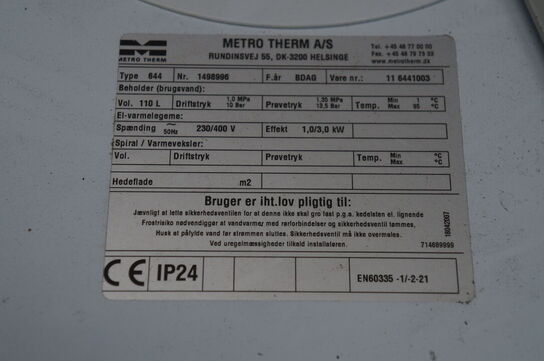 METRO THERM
METRO THERM A/S
RUNDINSVEJ 55, DK-3200 HELSINGE
Tel. +45 48 77 00 00
Fax. +45 48 79 75 33
www.metrotherm.dk
Type 644 Nr. 1498996 F.år BDAG Vare nr.: 11 6441003
Beholder (brugsvand):
Vol. 110 L Driftstryk 1,0 MPa 10 Bar Prøvetryk 1,35 MPa 13,5 Bar Temp. Min 1 °C Max 95 °C
El-varmelegeme:
Spænding ~ 50Hz 230/400 V Effekt 1,0/3,0 kW
Spiral / Varmeveksler:
Vol. Driftstryk Prøvetryk Temp. Min °C Max °C
Hedeflade m2
Bruger er iht.lov pligtig til:
Jævnligt at lette sikkerhedsventilen for at denne ikke skal gro fast p.g.a. kedelsten el. lignende
Frostrisiko nødvendiggør at vandvarmer med rørforbindelser og sikkerhedsventil tømmes,
Husk at påfylde vand før strømmen sluttes. Sikkerhedsventil må ikke overmales.
Ved uregelmæssigheder tilkald installatøren.
714689999
18042007
CE IP24 EN60335 -1/-2-21